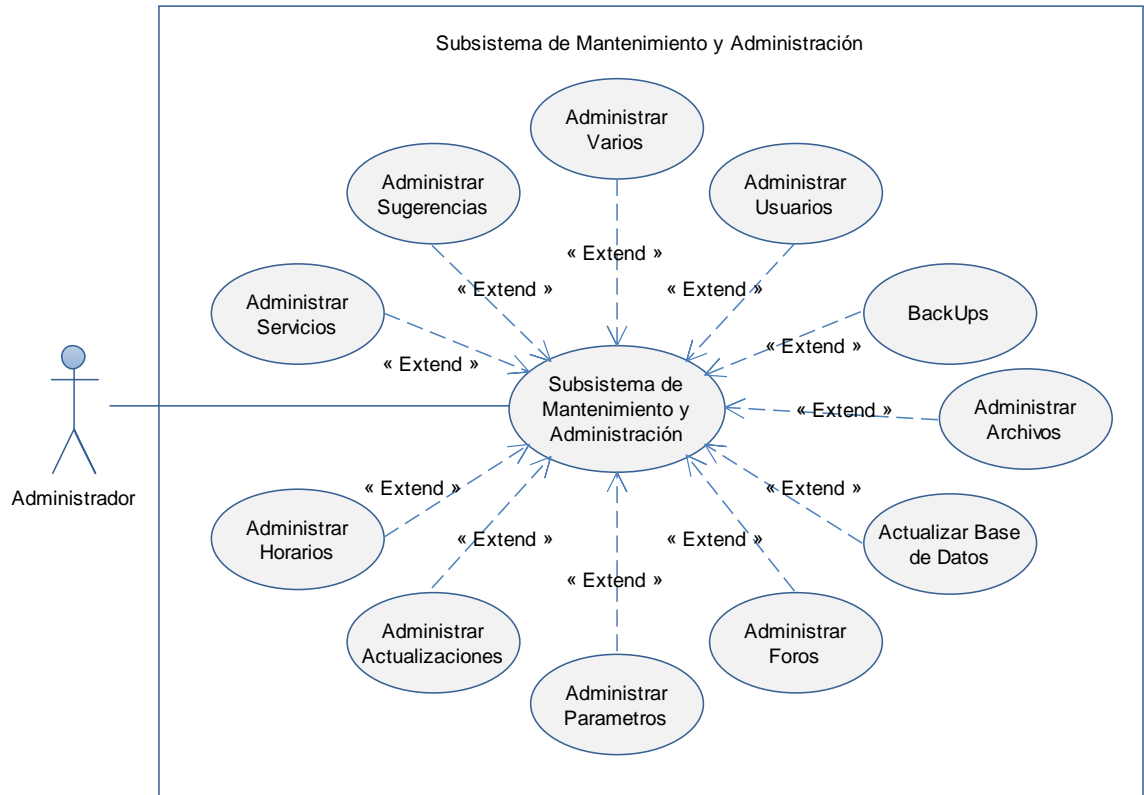 Subsistema de Mantenimiento y Administración
Administrar
Varios
Administrar
Sugerencias
Administrar
Usuarios
« Extend »
« Extend »
« Extend »
Administrar
Servicios
BackUps
« Extend »
« Extend »
Subsistema de
Mantenimiento y
Administración
« Extend »
Administrar
Archivos
Administrador
« Extend »
« Extend »
Administrar
Horarios
Actualizar Base
de Datos
« Extend »
« Extend »
« Extend »
Administrar
Actualizaciones
Administrar
Foros
Administrar
Parametros